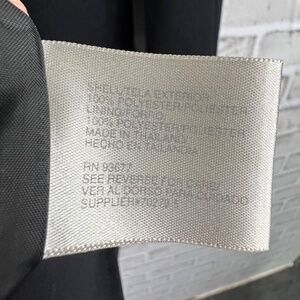 SHELL/TELA EXTERIOR
100% POLYESTER/POLIESTER
LINING/FORRO
100% POLYESTER/POLIESTER
MADE IN THAILAND
HECHO EN TAILANDIA
RN 93677
SEE REVERSE FOR CARE/
VER AL DORSO PARA CUIDADO